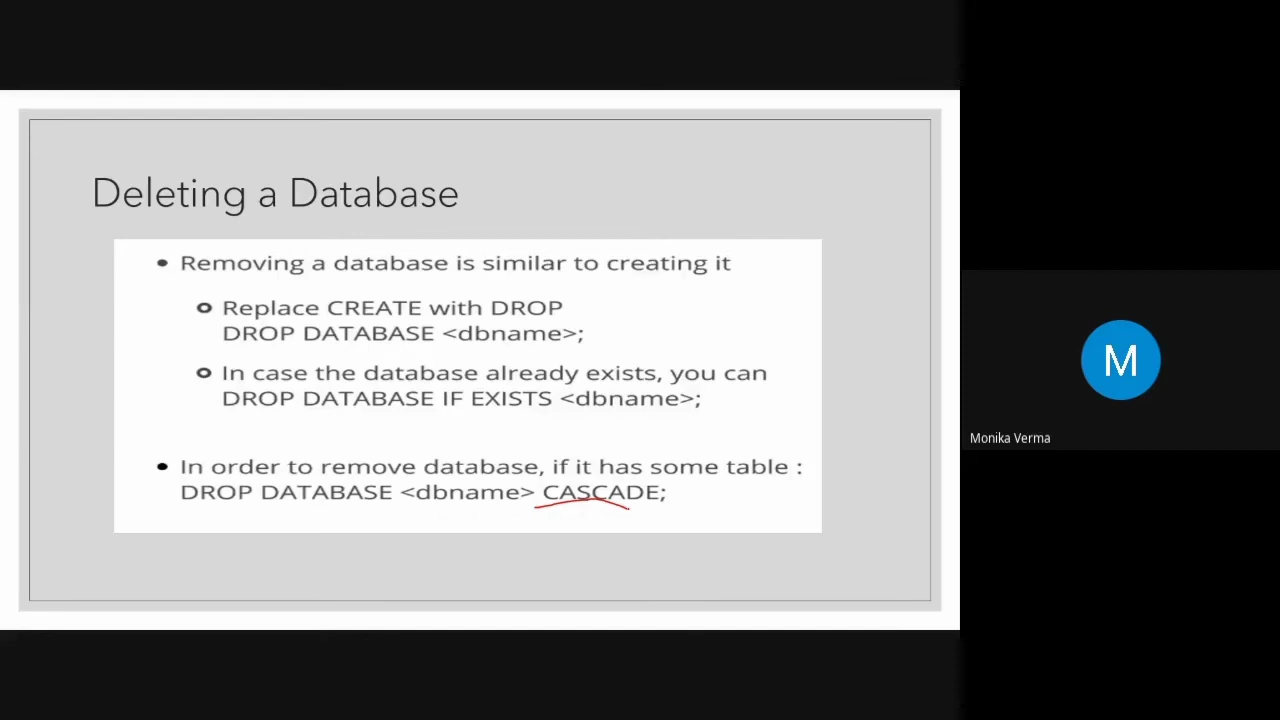 Deleting a Database
• Removing a database is similar to creating it
Replace CREATE with DROP
DROP DATABASE <dbname>;
In case the database already exists, you can
DROP DATABASE IF EXISTS <dbname>;
• In order to remove database, if it has some table :
DROP DATABASE <dbname> CASCADE;
M
Monika Verma